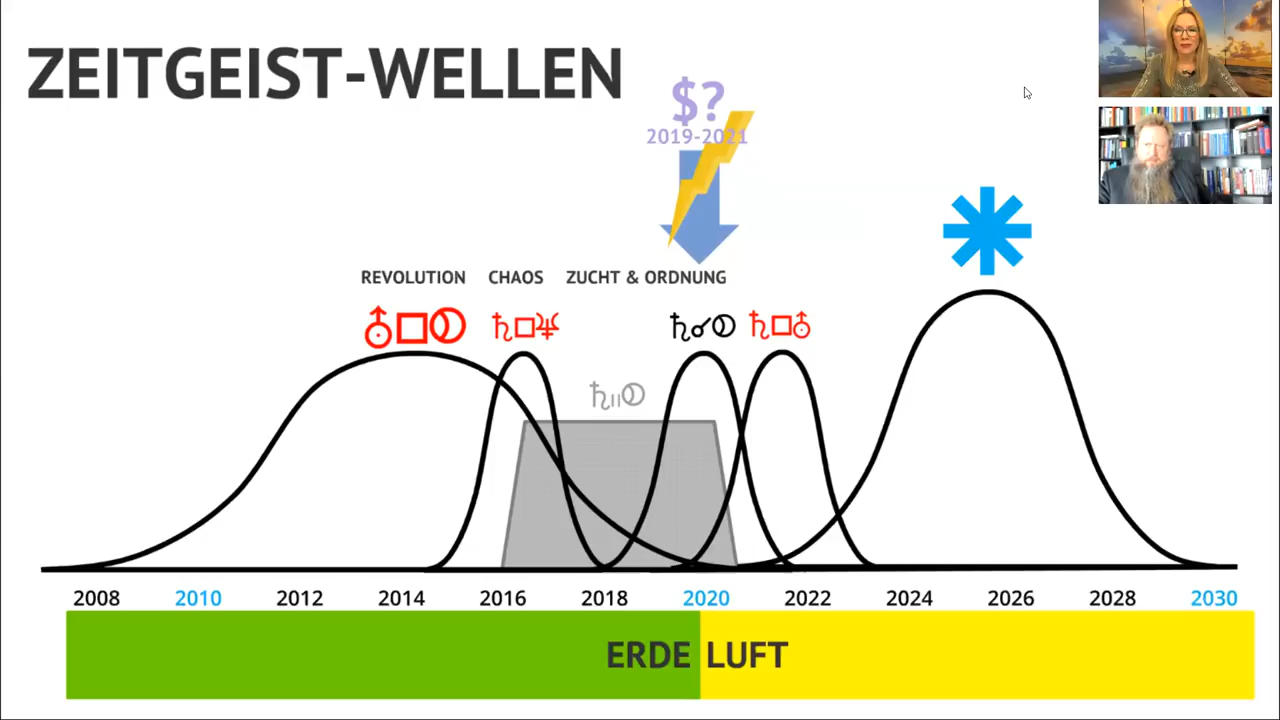 ZEITGEIST-WELLEN
$?
2019-2021
REVOLUTION CHAOS ZUCHT & ORDNUNG
2008 2010 2012 2014 2016 2018 2020 2022 2024 2026 2028 2030
ERDE LUFT